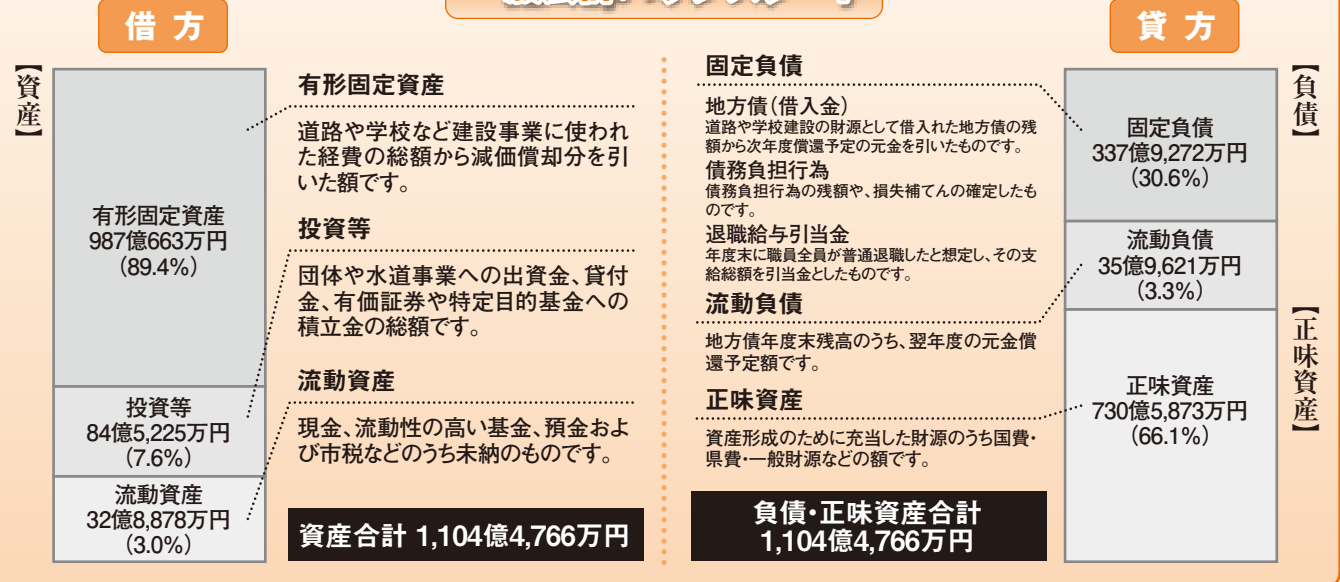 借方
【資産】
有形固定資産
987億663万円
（89.4%）
投資等
84億5,225万円
（7.6%）
流動資産
32億8,878万円
（3.0%）
有形固定資産
道路や学校など建設事業に使われ
た経費の総額から減価償却分を引
いた額です。
投資等
団体や水道事業への出資金、貸付
金、有価証券や特定目的基金への
積立金の総額です。
流動資産
現金、流動性の高い基金、預金およ
び市税などのうち未納のものです。
資産合計 1,104億4,766万円
貸方
固定負債
地方債（借入金）
道路や学校建設の財源として借入れた地方債の残
額から次年度償還予定の元金を引いたものです。
債務負担行為
債務負担行為の残額や、損失補てんの確定したも
のです。
退職給与引当金
年度末に職員全員が普通退職したと想定し、その支
給総額を引当金としたものです。
流動負債
地方債年度末残高のうち、翌年度の元金償
還予定額です。
正味資産
資産形成のために充当した財源のうち国費・
県費・一般財源などの額です。
負債・正味資産合計
1,104億4,766万円
【負債】
固定負債
337億9,272万円
（30.6%）
流動負債
35億9,621万円
（3.3%）
【正味資産】
正味資産
730億5,873万円
（66.1%）